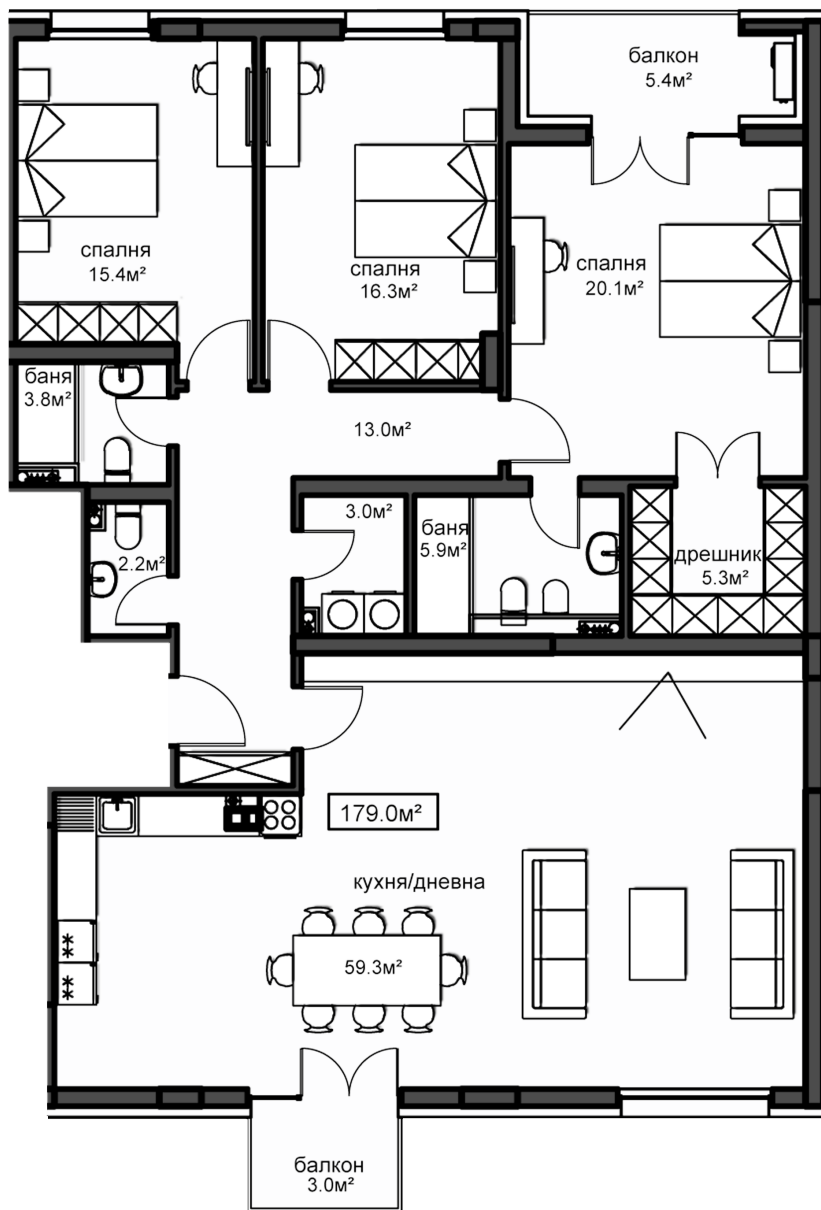 балкон
5.4м²
спалня
15.4м²
спалня
16.3м²
спалня
20.1м²
баня
3.8м²
13.0м²
2.2м²
3.0м²
баня
5.9м²
дрешник
5.3м²
179.0м²
кухня/дневна
59.3м²
балкон
3.0м²